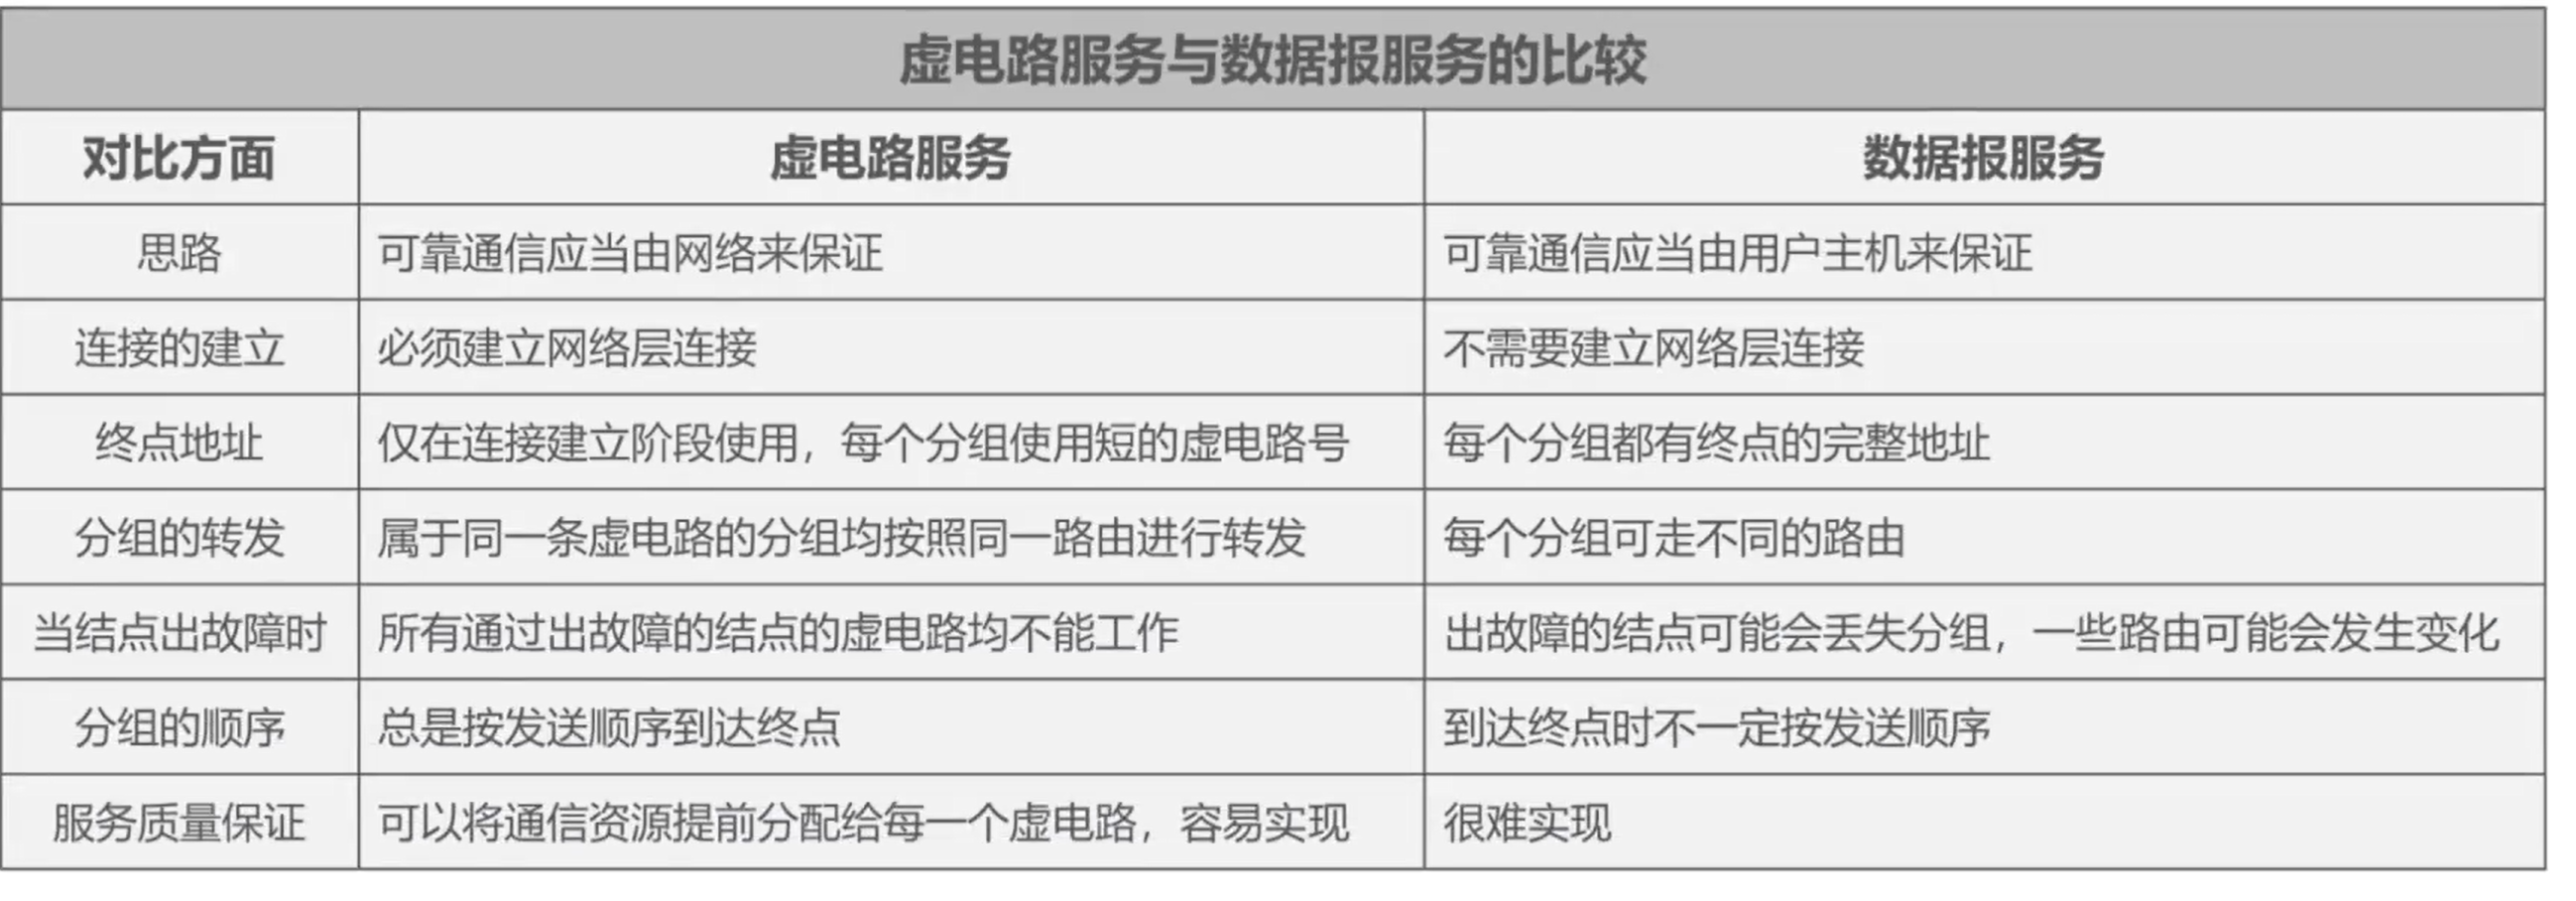 虚电路服务与数据报服务的比较
对比方面 虚电路服务 数据报服务
思路 可靠通信应当由网络来保证 可靠通信应当由用户主机来保证
连接的建立 必须建立网络层连接 不需要建立网络层连接
终点地址 仅在连接建立阶段使用，每个分组使用短的虚电路号 每个分组都有终点的完整地址
分组的转发 属于同一条虚电路的分组均按照同一路由进行转发 每个分组可走不同的路由
当结点出故障时 所有通过出故障的结点的虚电路均不能工作 出故障的结点可能会丢失分组，一些路由可能会发生变化
分组的顺序 总是按发送顺序到达终点 到达终点时不一定按发送顺序
服务质量保证 可以将通信资源提前分配给每一个虚电路，容易实现 很难实现